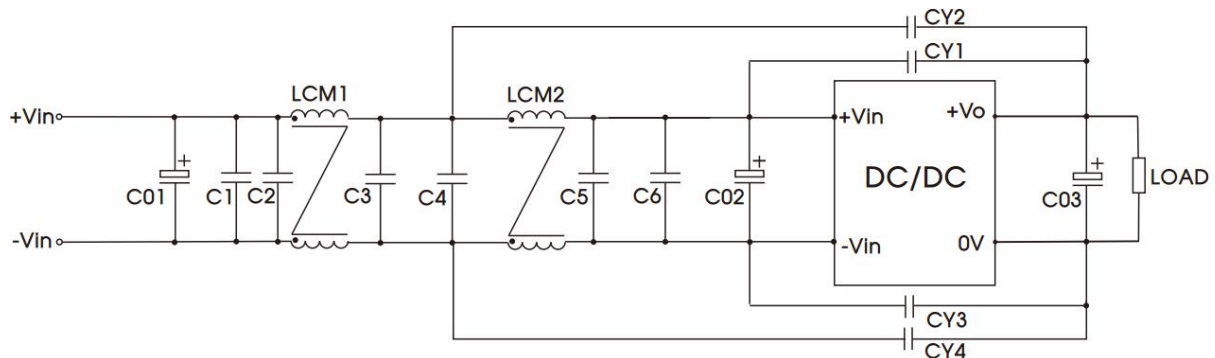 CY2
CY1
LCM1
LCM2
+Vin
+Vin
+Vo
+
C01
C1
C2
C3
C4
C5
C6
+
C02
DC/DC
+
C03
LOAD
-Vin
-Vin
0V
CY3
CY4